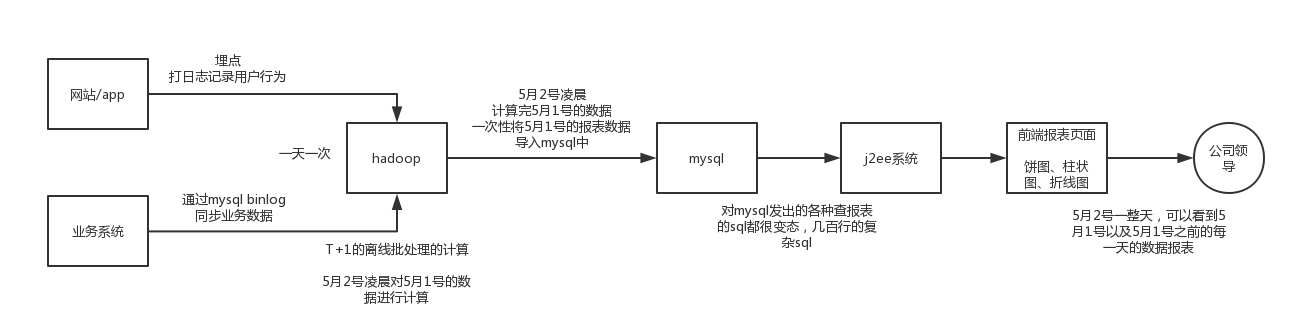 埋点
打日志记录用户行为
网站/app
5月2号凌晨
计算完5月1号的数据
一次性将5月1号的报表数据
导入mysql中
一天一次
hadoop
mysql
j2ee系统
前端报表页面
饼图、柱状
图、折线图
公司领
导
通过mysql binlog
同步业务数据
业务系统
对mysql发出的各种查报表
的sql都很变态，几百行的复
杂sql
5月2号一整天，可以看到5
月1号以及5月1号之前的每
一天的数据报表
T+1的离线批处理的计算
5月2号凌晨对5月1号的数
据进行计算